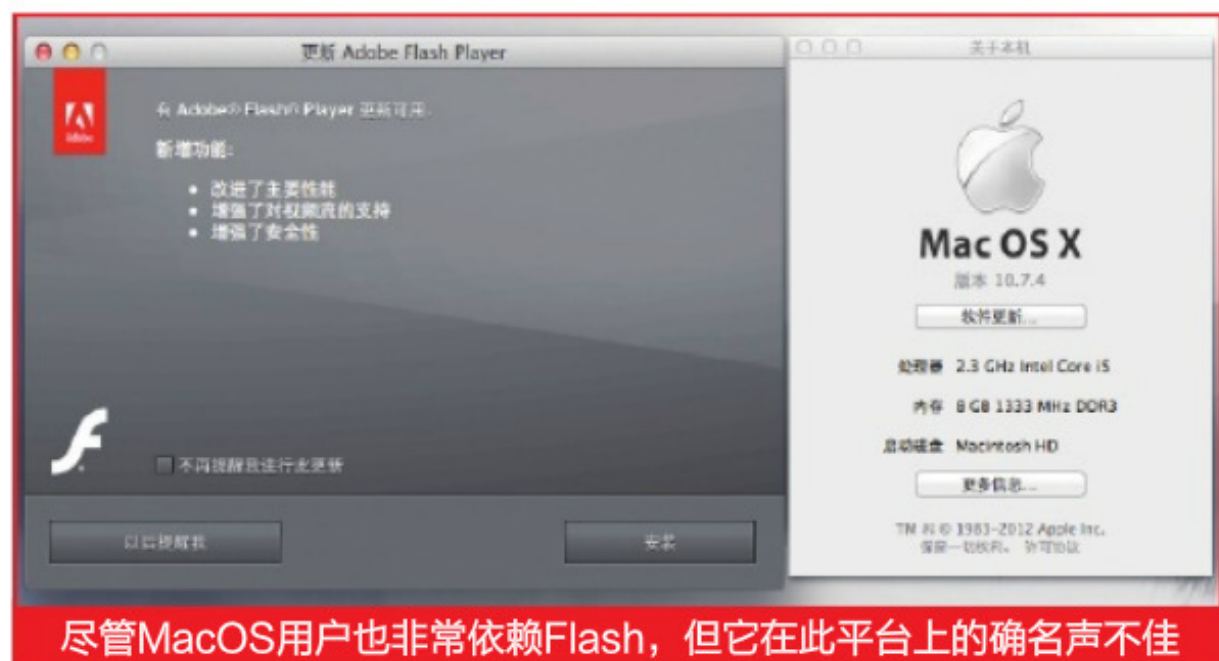 更新 Adobe Flash Player
Adobe
有 Adobe® Flash® Player 更新可用.
新增功能:
• 改进了主要性能
• 增强了对视频流的支持
• 增强了安全性
不再提醒我进行此更新
以后提醒我
安装
关于本机
Mac OS X
版本 10.7.4
软件更新...
处理器 2.3 GHz Intel Core i5
内存 8 GB 1333 MHz DDR3
启动磁盘 Macintosh HD
更多信息...
TM 和 © 1983-2012 Apple Inc.
保留一切权利。 许可协议
尽管MacOS用户也非常依赖Flash，但它在此平台上的确名声不佳